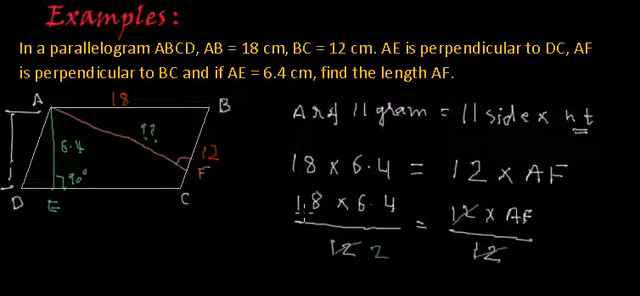 Examples:
In a parallelogram ABCD, AB = 18 cm, BC = 12 cm. AE is perpendicular to DC, AF
is perpendicular to BC and if AE = 6.4 cm, find the length AF.
A 18 B
Ar of ||gram = ||side x ht
6.4 90° ?? 12 F
D E C
18 x 6.4 = 12 x AF
18 x 6.4 = 12 x AF
12 2 12